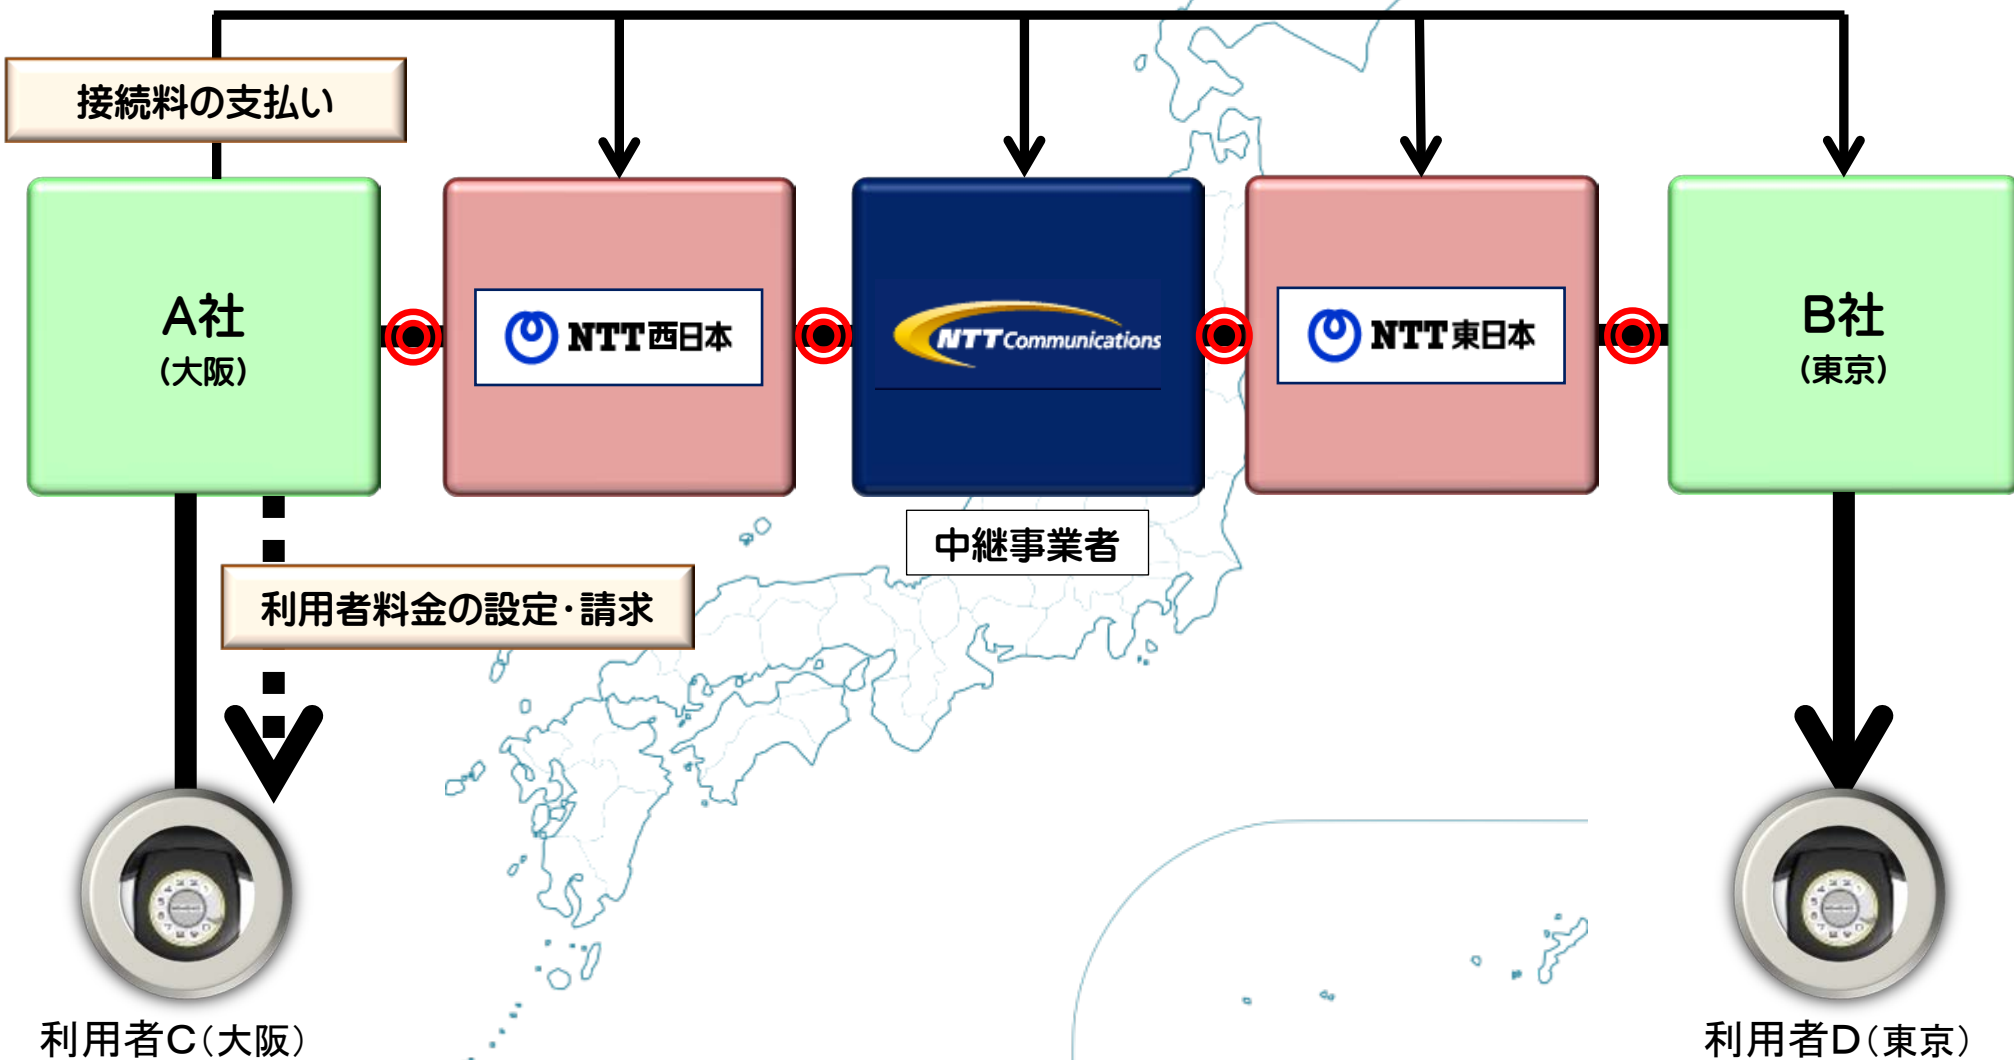 接続料の支払い
A社
(大阪)
NTT西日本
NTT Communications
NTT東日本
B社
(東京)
中継事業者
利用者料金の設定・請求
利用者C(大阪)
利用者D(東京)